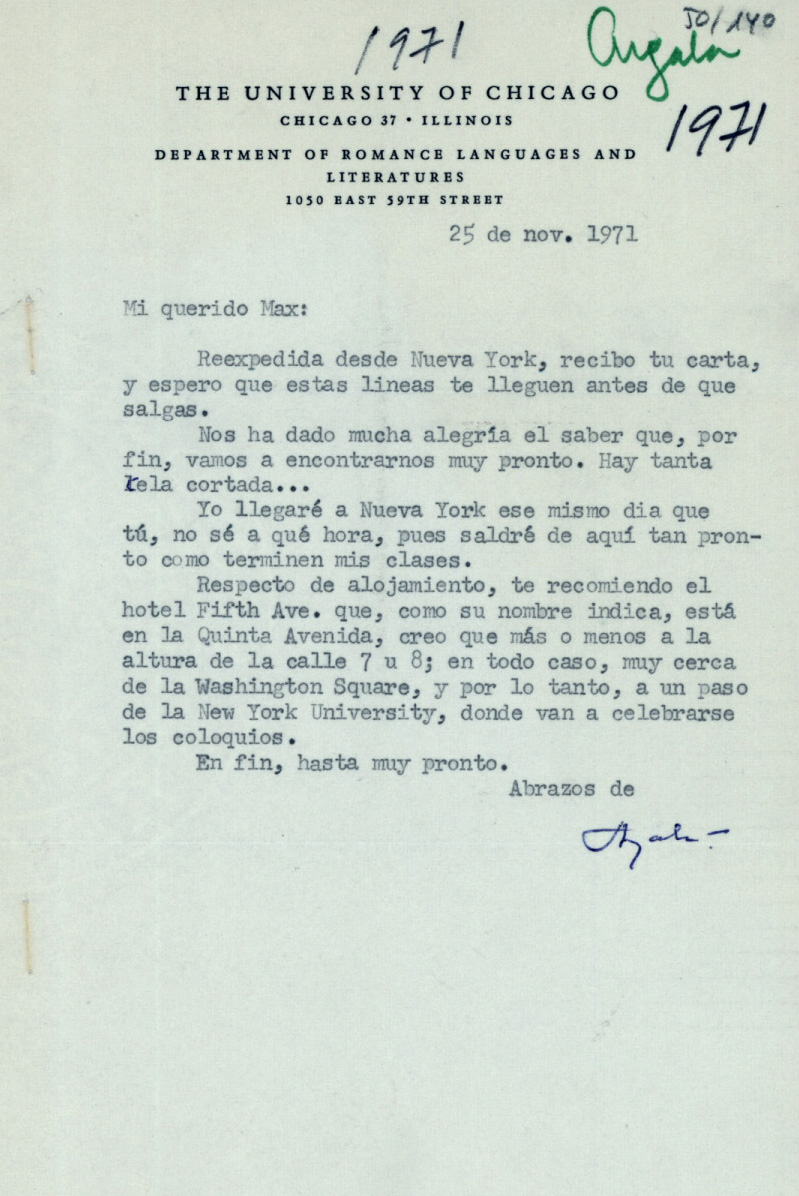 50/140
1971
Ayala
THE UNIVERSITY OF CHICAGO
CHICAGO 37 • ILLINOIS
1971
DEPARTMENT OF ROMANCE LANGUAGES AND
LITERATURES
1050 EAST 59TH STREET
25 de nov. 1971
Mi querido Max:
Reexpedida desde Nueva York, recibo tu carta,
y espero que estas lineas te lleguen antes de que
salgas.
Nos ha dado mucha alegría el saber que, por
fin, vamos a encontrarnos muy pronto. Hay tanta
tela cortada...
Yo llegaré a Nueva York ese mismo dia que
tú, no sé a qué hora, pues saldré de aquí tan pron-
to como terminen mis clases.
Respecto de alojamiento, te recomiendo el
hotel Fifth Ave. que, como su nombre indica, está
en la Quinta Avenida, creo que más o menos a la
altura de la calle 7 u 8; en todo caso, muy cerca
de la Washington Square, y por lo tanto, a un paso
de la New York University, donde van a celebrarse
los coloquios.
En fin, hasta muy pronto.
Abrazos de
Ayala